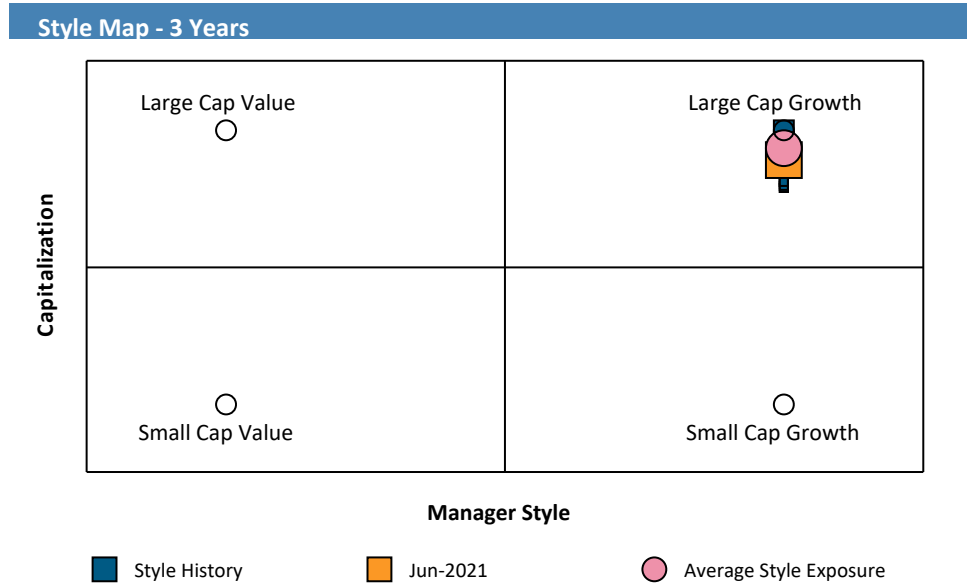 Style Map - 3 Years
Large Cap Value
Large Cap Growth
Capitalization
Small Cap Value
Small Cap Growth
Manager Style
Style History
Jun-2021
Average Style Exposure